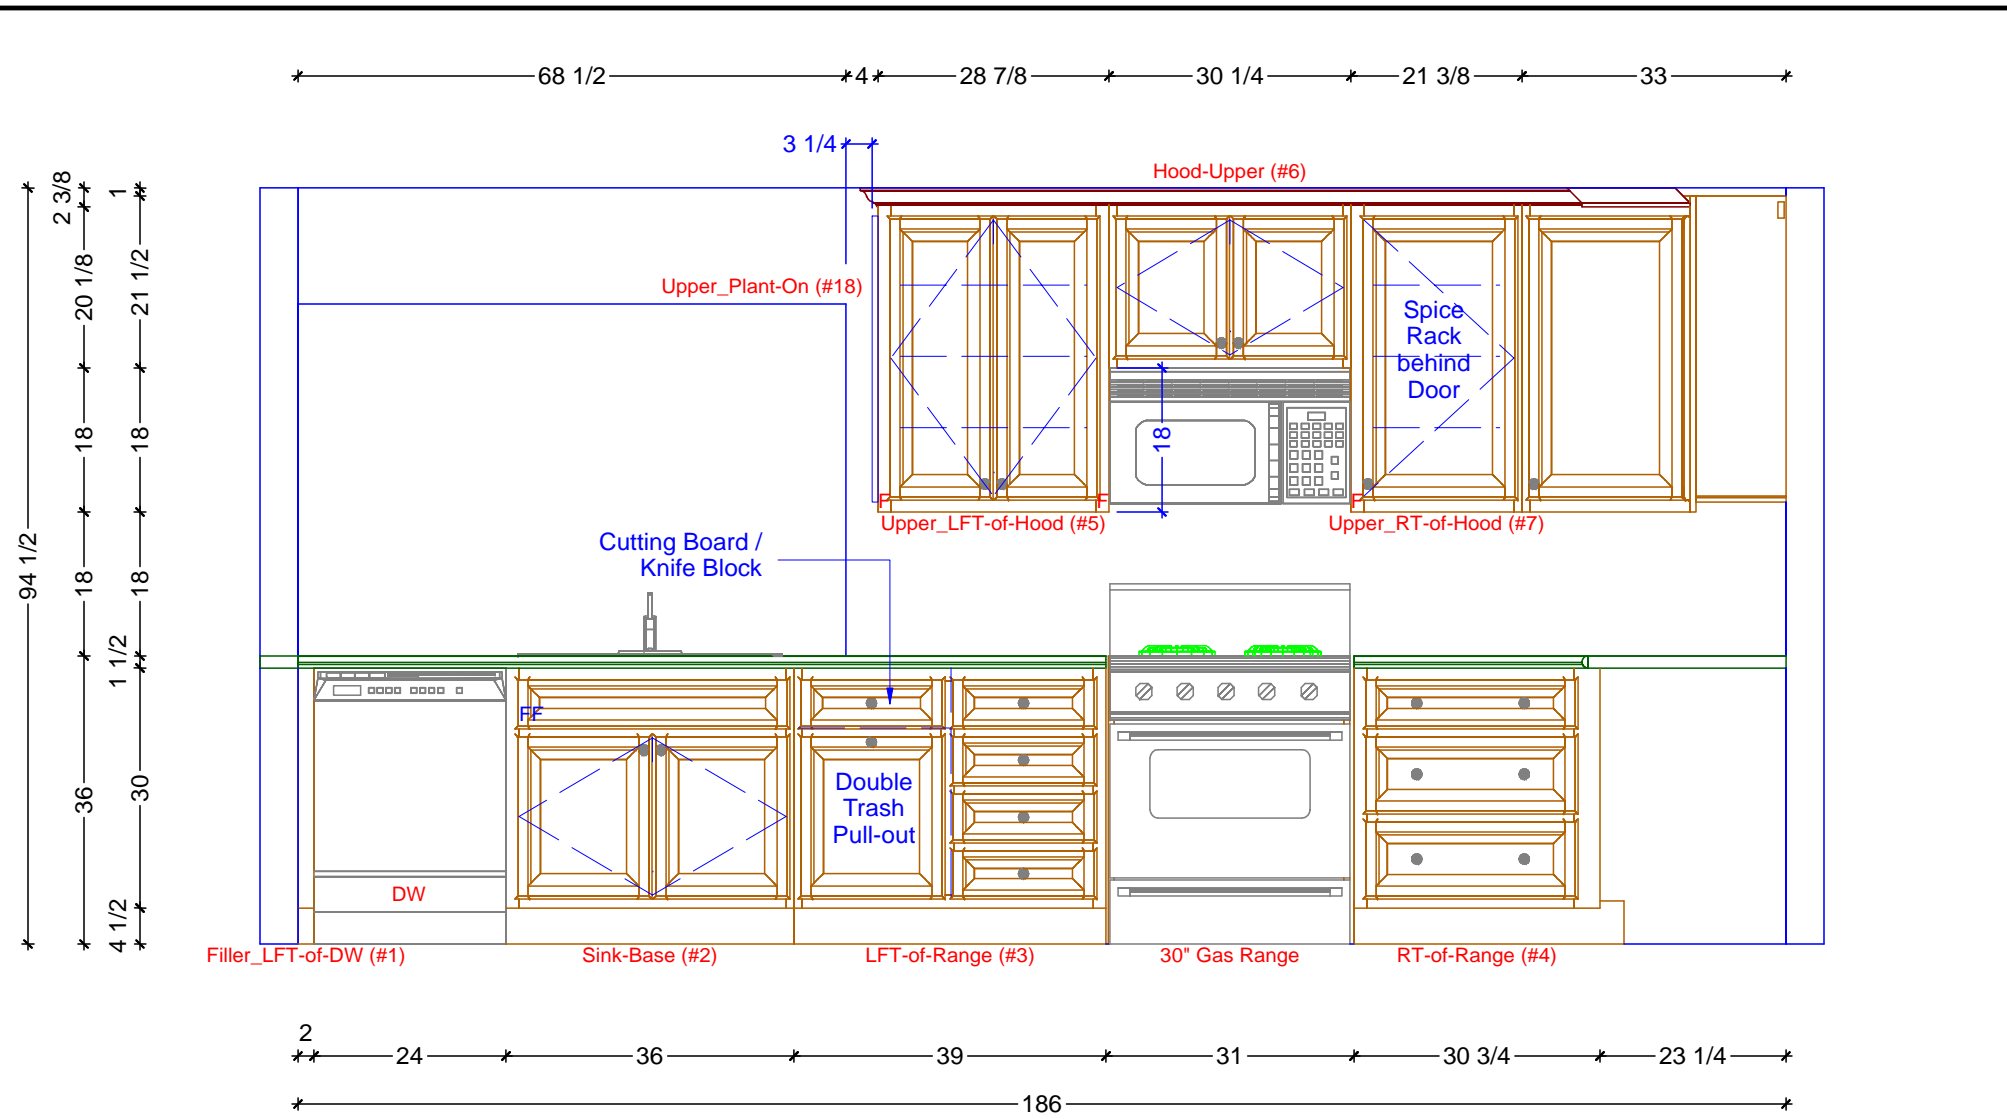 68 1/2
4
28 7/8
30 1/4
21 3/8
33
3 1/4
Hood-Upper (#6)
2 3/8
1
20 1/8
21 1/2
Upper_Plant-On (#18)
Spice
Rack
behind
Door
18
18
18
F
F
F
Upper_LFT-of-Hood (#5)
Upper_RT-of-Hood (#7)
94 1/2
18
18
Cutting Board /
Knife Block
1 1/2
FF
36
30
Double
Trash
Pull-out
DW
4 1/2
Filler_LFT-of-DW (#1)
Sink-Base (#2)
LFT-of-Range (#3)
30" Gas Range
RT-of-Range (#4)
2
24
36
39
31
30 3/4
23 1/4
186